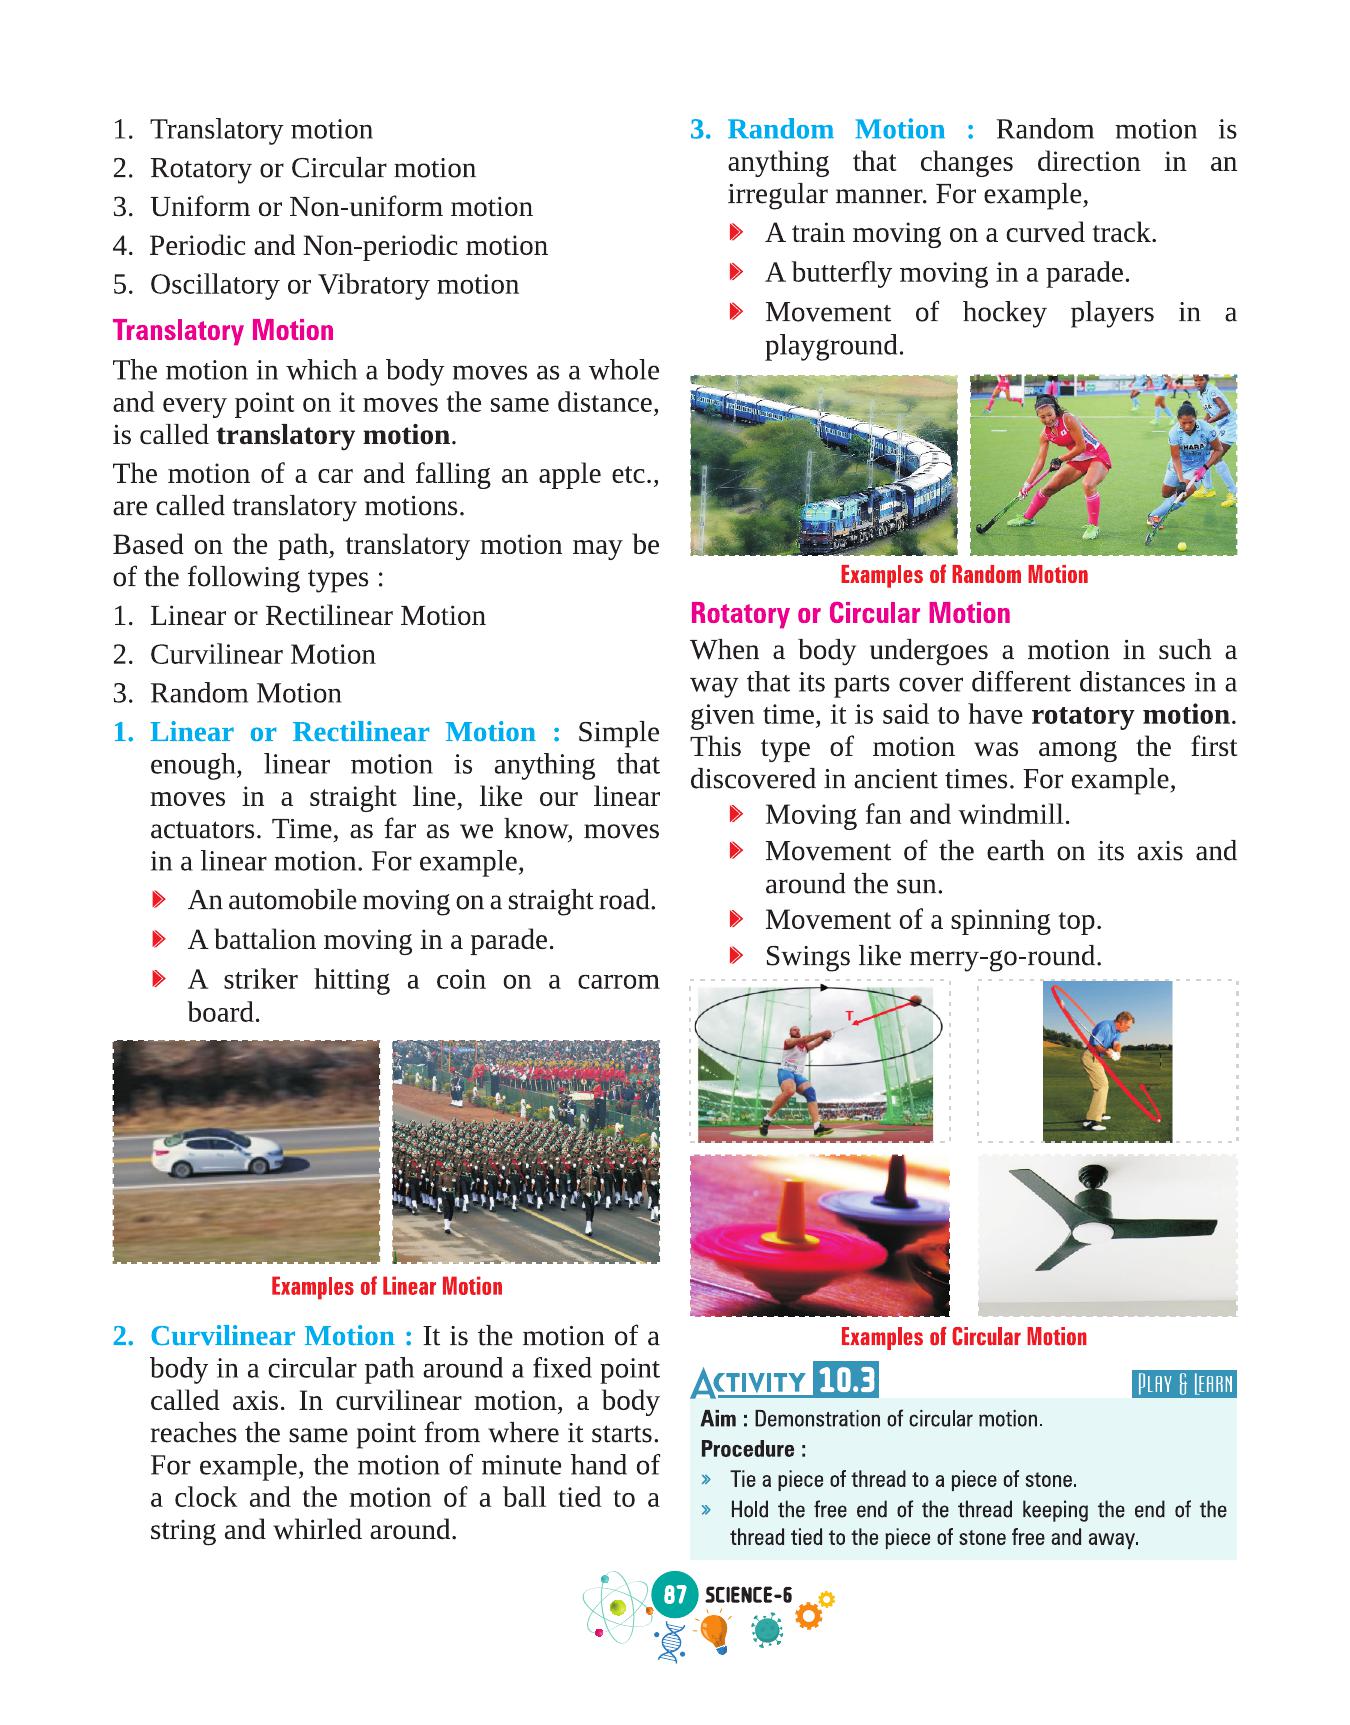 1. Translatory motion
2. Rotatory or Circular motion
3. Uniform or Non-uniform motion
4. Periodic and Non-periodic motion
5. Oscillatory or Vibratory motion
Translatory Motion
The motion in which a body moves as a whole
and every point on it moves the same distance,
is called translatory motion.
The motion of a car and falling an apple etc.,
are called translatory motions.
Based on the path, translatory motion may be
of the following types :
1. Linear or Rectilinear Motion
2. Curvilinear Motion
3. Random Motion
1. Linear or Rectilinear Motion : Simple
enough, linear motion is anything that
moves in a straight line, like our linear
actuators. Time, as far as we know, moves
in a linear motion. For example,
An automobile moving on a straight road.
A battalion moving in a parade.
A striker hitting a coin on a carrom
board.
Examples of Linear Motion
2. Curvilinear Motion : It is the motion of a
body in a circular path around a fixed point
called axis. In curvilinear motion, a body
reaches the same point from where it starts.
For example, the motion of minute hand of
a clock and the motion of a ball tied to a
string and whirled around.
3. Random Motion : Random motion is
anything that changes direction in an
irregular manner. For example,
A train moving on a curved track.
A butterfly moving in a parade.
Movement of hockey players in a
playground.
Examples of Random Motion
Rotatory or Circular Motion
When a body undergoes a motion in such a
way that its parts cover different distances in a
given time, it is said to have rotatory motion.
This type of motion was among the first
discovered in ancient times. For example,
Moving fan and windmill.
Movement of the earth on its axis and
around the sun.
Movement of a spinning top.
Swings like merry-go-round.
T
Examples of Circular Motion
ACTIVITY 10.3
PLAY & LEARN
Aim : Demonstration of circular motion.
Procedure :
» Tie a piece of thread to a piece of stone.
» Hold the free end of the thread keeping the end of the
thread tied to the piece of stone free and away.
87 SCIENCE-6